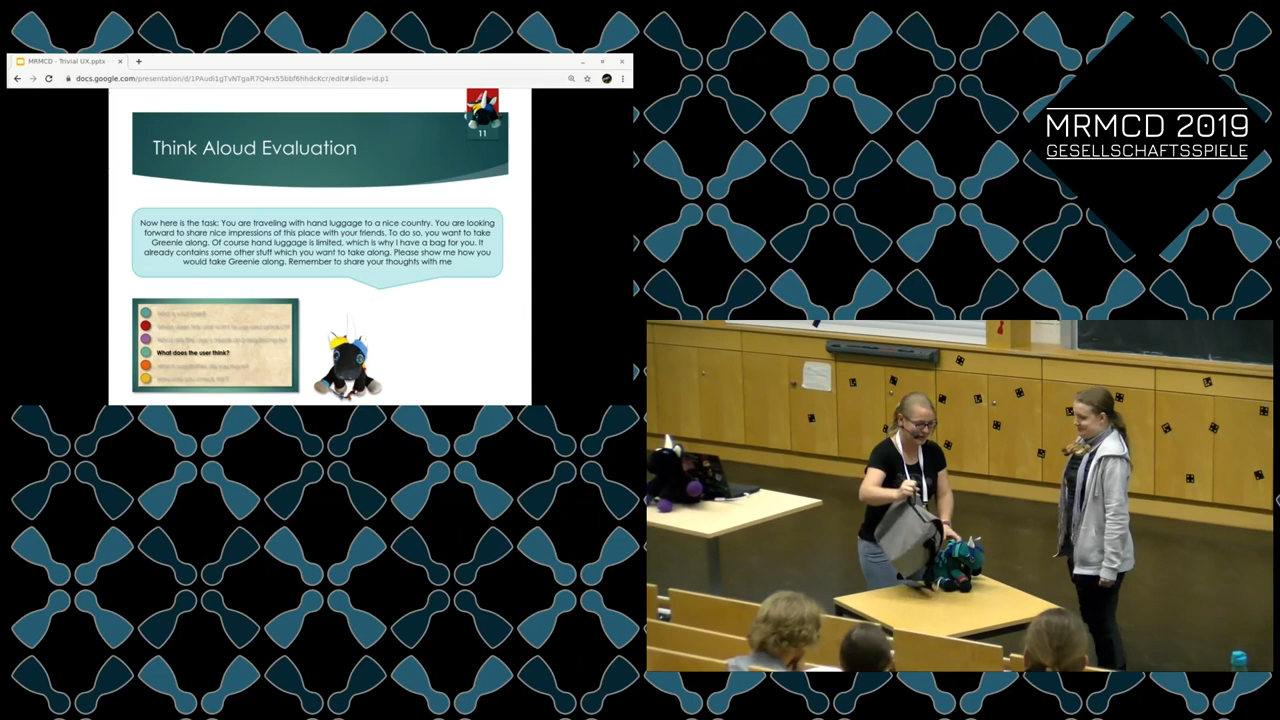 MRMCD - Trivial UX.pptx
docs.google.com/presentation/d/1PAudi1gTvNTgaR7Q4rx55bbf6hhdcKcr/edit#slide=id.p1
11
Think Aloud Evaluation
Now here is the task: You are traveling with hand luggage to a nice country. You are looking
forward to share nice impressions of this place with your friends. To do so, you want to take
Greenie along. Of course hand luggage is limited, which is why I have a bag for you. It
already contains some other stuff which you want to take along. Please show me how you
would take Greenie along. Remember to share your thoughts with me
What does the user think?
MRMCD 2019
GESELLSCHAFTSSPIELE